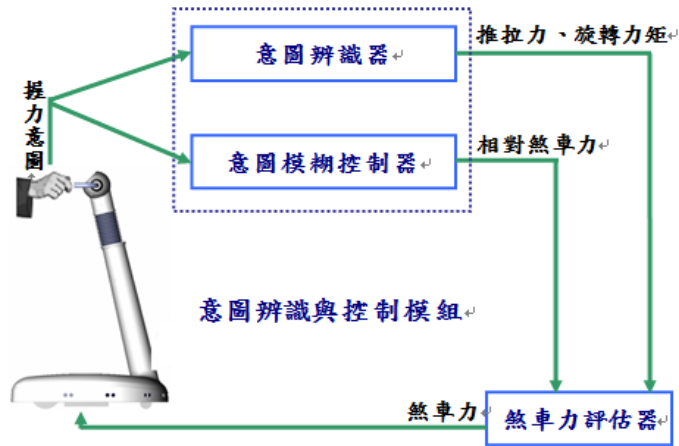 意圖辨識器
推拉力、旋轉力矩
握力意圖
意圖模糊控制器
相對煞車力
意圖辨識與控制模組
煞車力
煞車力評估器